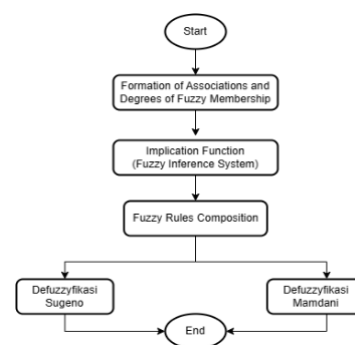 Start
Formation of Associations and
Degrees of Fuzzy Membership
Implication Function
(Fuzzy Inference System)
Fuzzy Rules Composition
Defuzzyfikasi
Sugeno
Defuzzyfikasi
Mamdani
End